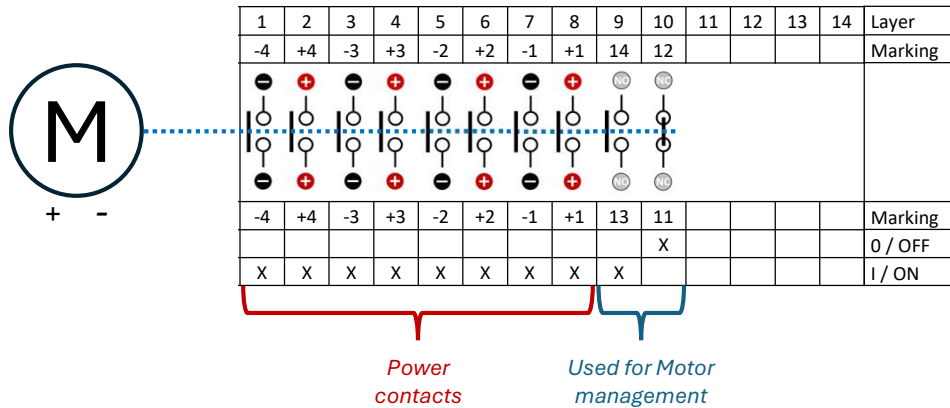 1 2 3 4 5 6 7 8 9 10 11 12 13 14 Layer
-4 +4 -3 +3 -2 +2 -1 +1 14 12 Marking
- + - + - + - + NO NC
M
- + - + - + - + NO NC
+ -
-4 +4 -3 +3 -2 +2 -1 +1 13 11 Marking
X 0 / OFF
X X X X X X X X X I / ON
Power
contacts
Used for Motor
management